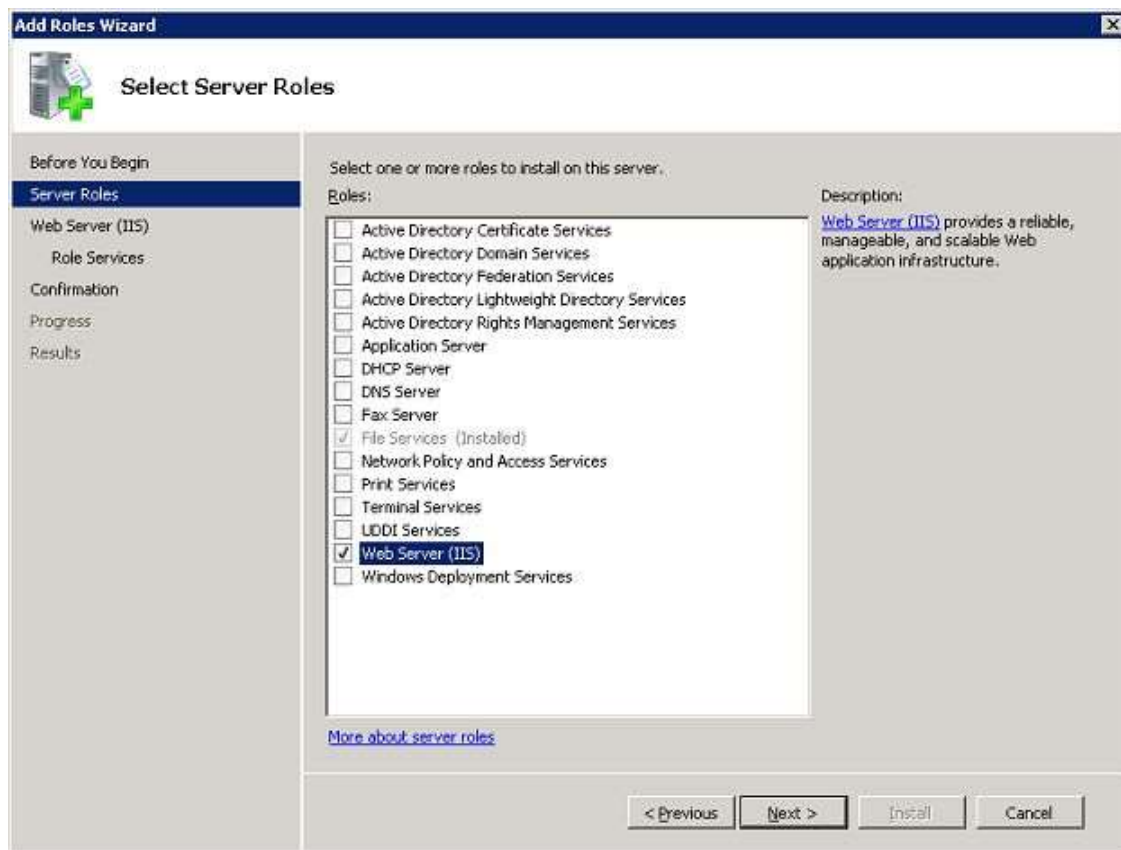 Add Roles Wizard
Select Server Roles
Before You Begin
Server Roles
Web Server (IIS)
Role Services
Confirmation
Progress
Results
Select one or more roles to install on this server.
Roles:
Active Directory Certificate Services
Active Directory Domain Services
Active Directory Federation Services
Active Directory Lightweight Directory Services
Active Directory Rights Management Services
Application Server
DHCP Server
DNS Server
Fax Server
File Services (Installed)
Network Policy and Access Services
Print Services
Terminal Services
UDDI Services
Web Server (IIS)
Windows Deployment Services
More about server roles
Description:
Web Server (IIS) provides a reliable,
manageable, and scalable Web
application infrastructure.
< Previous
Next >
Install
Cancel